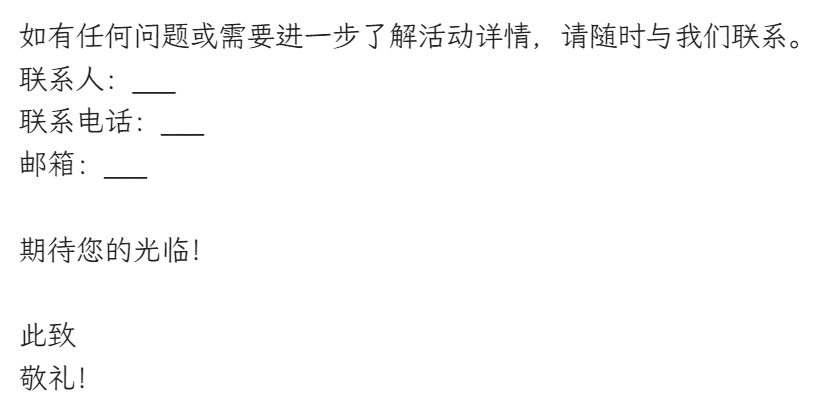 如有任何问题或需要进一步了解活动详情，请随时与我们联系。
联系人：___
联系电话：___
邮箱：___
期待您的光临！
此致
敬礼！